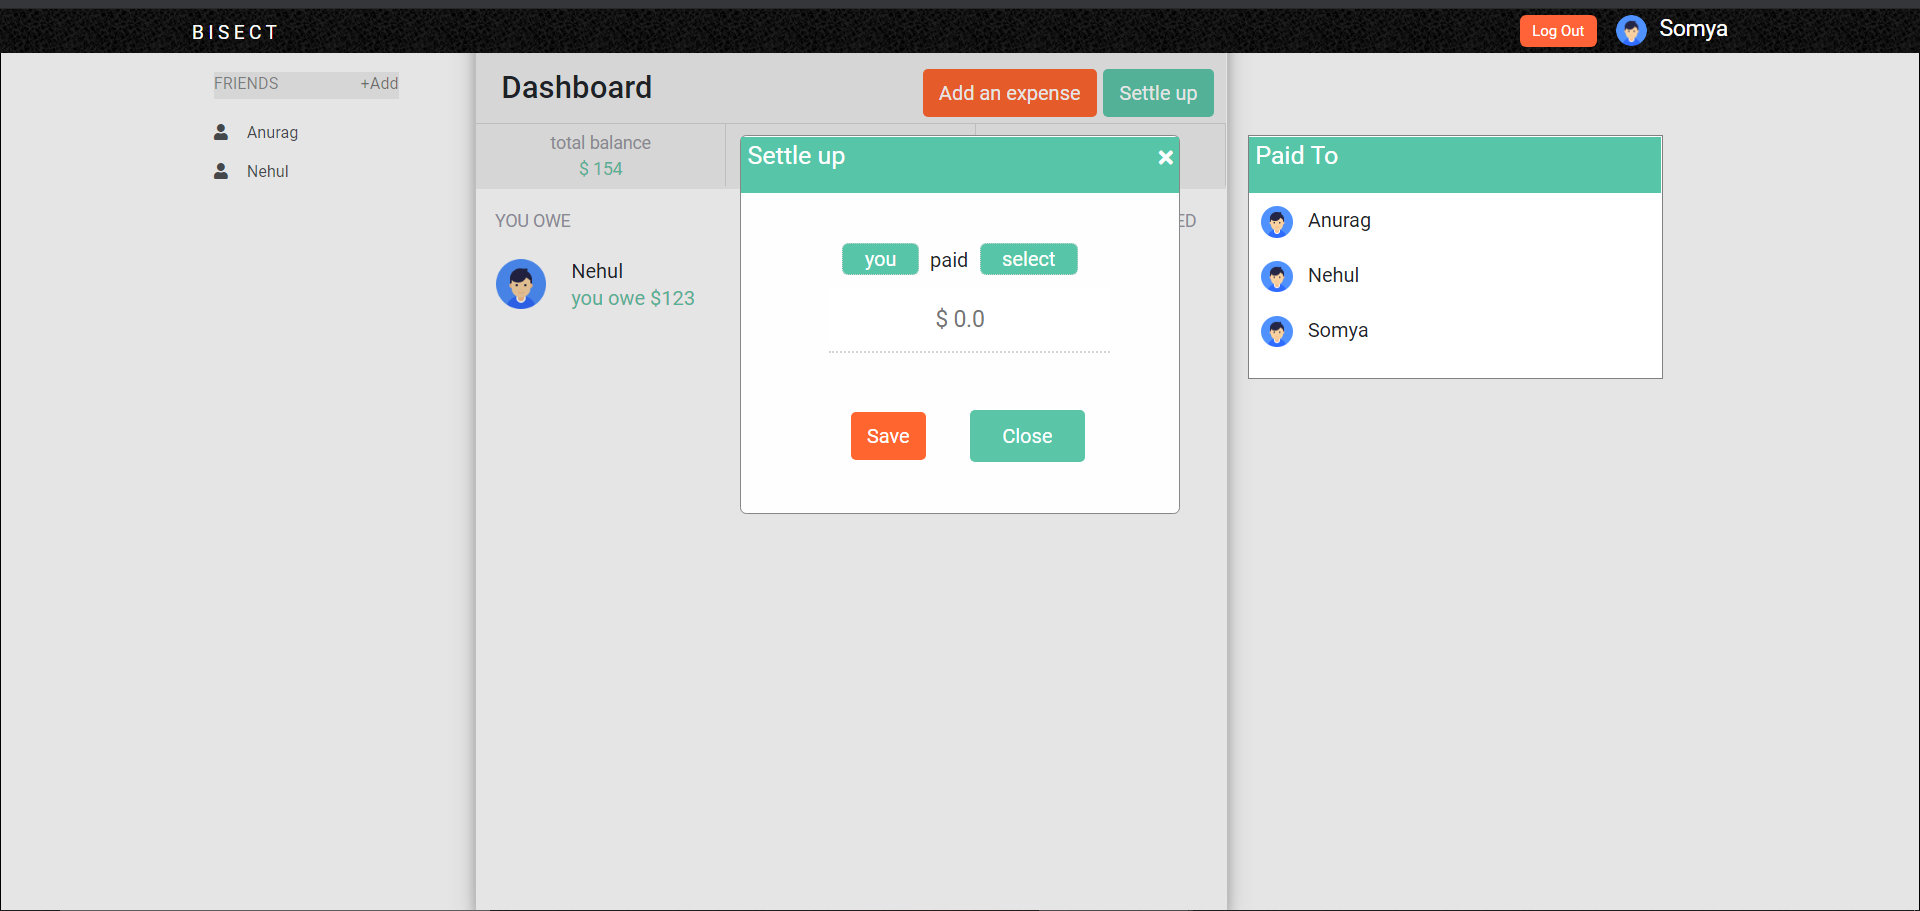 BISECT
Log Out
Somya
FRIENDS +Add
Anurag
Nehul
Dashboard
Add an expense
Settle up
total balance
$ 154
YOU OWE
Nehul
you owe $123
Settle up
you paid select
$ 0.0
Save
Close
Paid To
Anurag
Nehul
Somya